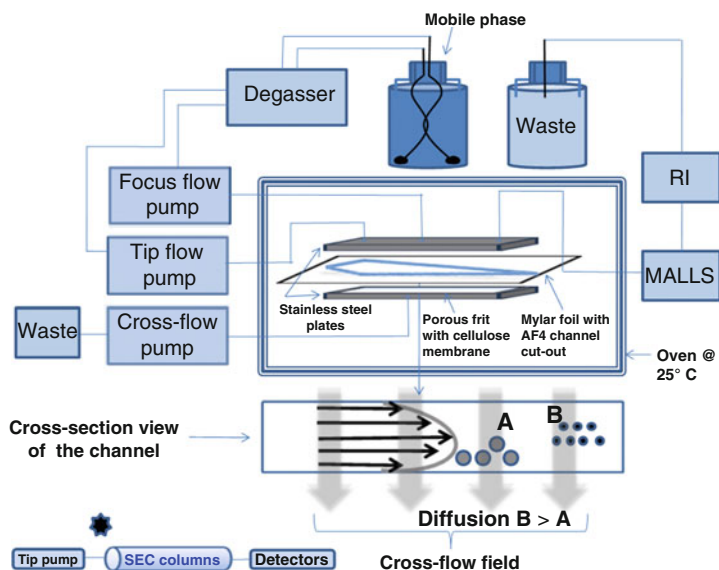 Mobile phase
Degasser
Waste
Focus flow
pump
RI
Tip flow
pump
MALLS
Stainless steel
plates
Porous frit
with cellulose
membrane
Mylar foil with
AF4 channel
cut-out
Waste
Cross-flow
pump
Oven @
25° C
Cross-section view
of the channel
A
B
Diffusion B > A
Tip pump
SEC columns
Detectors
Cross-flow field